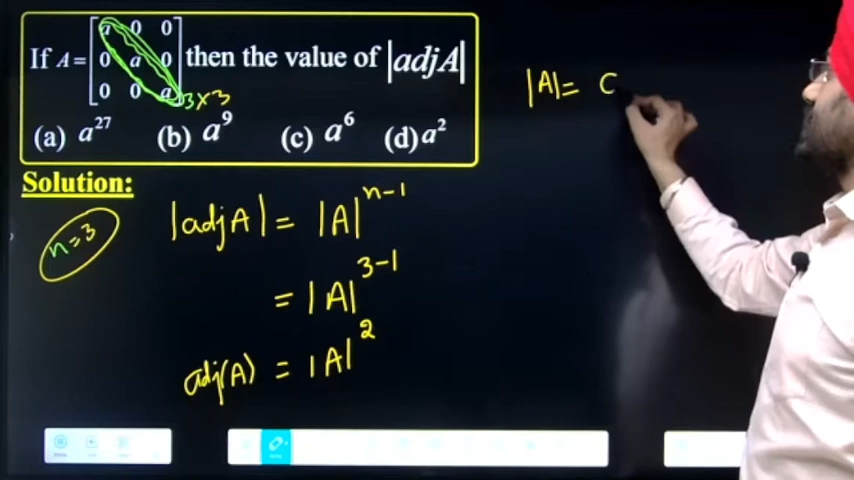 If A = [a 0 0
0 a 0
0 0 a] 3×3 then the value of |adjA|
(a) a^27 (b) a^9 (c) a^6 (d) a^2
Solution:
n=3
|adjA| = |A|^n-1
= |A|^3-1
adj(A) = |A|^2
|A| = c